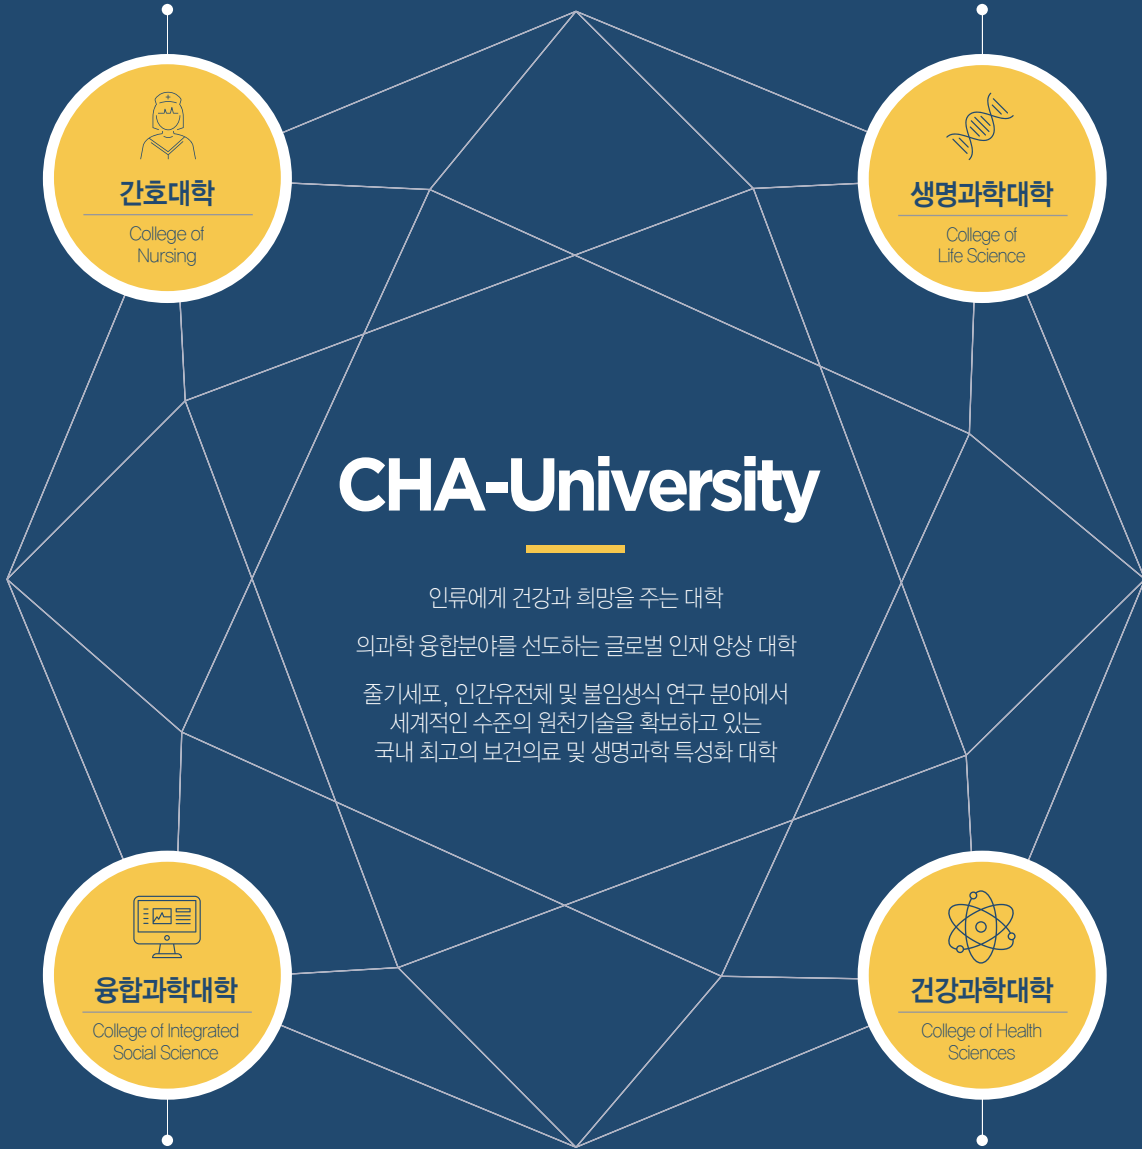 간호대학
College of
Nursing
생명과학대학
College of
Life Science
CHA-University
인류에게 건강과 희망을 주는 대학
의과학 융합분야를 선도하는 글로벌 인재 양상 대학
줄기세포, 인간유전체 및 불임생식 연구 분야에서
세계적인 수준의 원천기술을 확보하고 있는
국내 최고의 보건의료 및 생명과학 특성화 대학
융합과학대학
College of Integrated
Social Science
건강과학대학
College of Health
Sciences